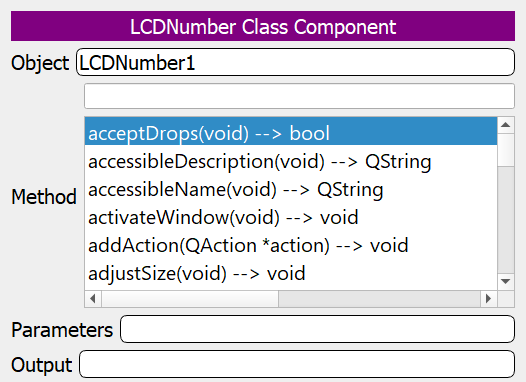 LCDNumber Class Component
Object LCDNumber1
acceptDrops(void) --> bool
accessibleDescription(void) --> QString
accessibleName(void) --> QString
Method
activateWindow(void) --> void
addAction(QAction *action) --> void
adjustSize(void) --> void
Parameters
Output